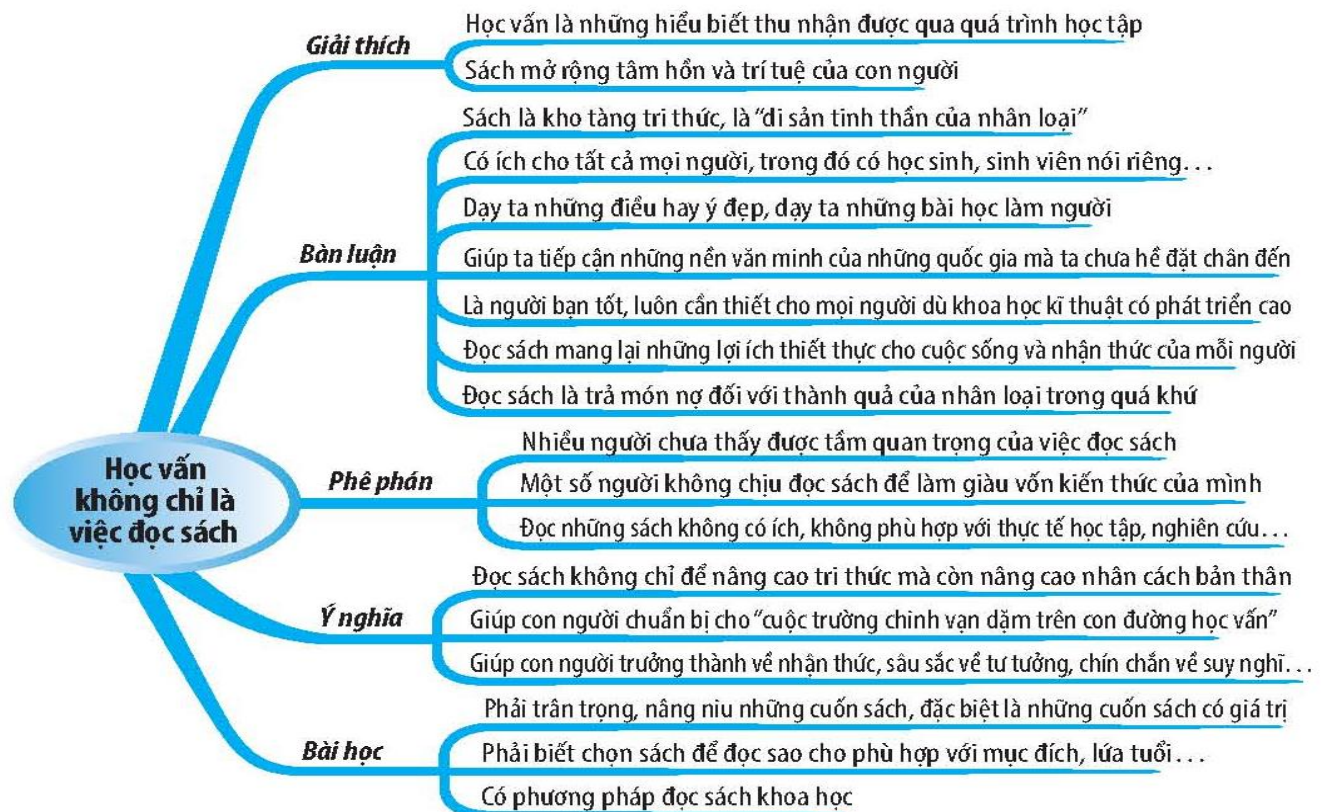 Giải thích
Học vấn là những hiểu biết thu nhận được qua quá trình học tập
Sách mở rộng tâm hồn và trí tuệ của con người
Bàn luận
Sách là kho tàng tri thức, là "di sản tinh thần của nhân loại"
Có ích cho tất cả mọi người, trong đó có học sinh, sinh viên nói riêng...
Dạy ta những điều hay ý đẹp, dạy ta những bài học làm người
Giúp ta tiếp cận những nền văn minh của những quốc gia mà ta chưa hề đặt chân đến
Là người bạn tốt, luôn cần thiết cho mọi người dù khoa học kĩ thuật có phát triển cao
Đọc sách mang lại những lợi ích thiết thực cho cuộc sống và nhận thức của mỗi người
Đọc sách là trả món nợ đối với thành quả của nhân loại trong quá khứ
Học vấn
không chỉ là
việc đọc sách
Phê phán
Nhiều người chưa thấy được tầm quan trọng của việc đọc sách
Một số người không chịu đọc sách để làm giàu vốn kiến thức của mình
Đọc những sách không có ích, không phù hợp với thực tế học tập, nghiên cứu...
Ý nghĩa
Đọc sách không chỉ để nâng cao tri thức mà còn nâng cao nhân cách bản thân
Giúp con người chuẩn bị cho "cuộc trường chinh vạn dặm trên con đường học vấn"
Giúp con người trưởng thành về nhận thức, sâu sắc về tư tưởng, chín chắn về suy nghĩ...
Bài học
Phải trân trọng, nâng niu những cuốn sách, đặc biệt là những cuốn sách có giá trị
Phải biết chọn sách để đọc sao cho phù hợp với mục đích, lứa tuổi...
Có phương pháp đọc sách khoa học